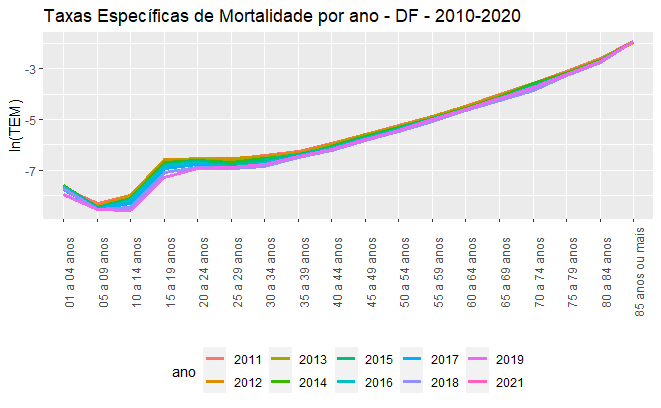 Taxas Específicas de Mortalidade por ano - DF - 2010-2020
ln(TEM)
-3
-5
-7
01 a 04 anos
05 a 09 anos
10 a 14 anos
15 a 19 anos
20 a 24 anos
25 a 29 anos
30 a 34 anos
35 a 39 anos
40 a 44 anos
45 a 49 anos
50 a 54 anos
55 a 59 anos
60 a 64 anos
65 a 69 anos
70 a 74 anos
75 a 79 anos
80 a 84 anos
85 anos ou mais
ano
2011 2013 2015 2017 2019
2012 2014 2016 2018 2021